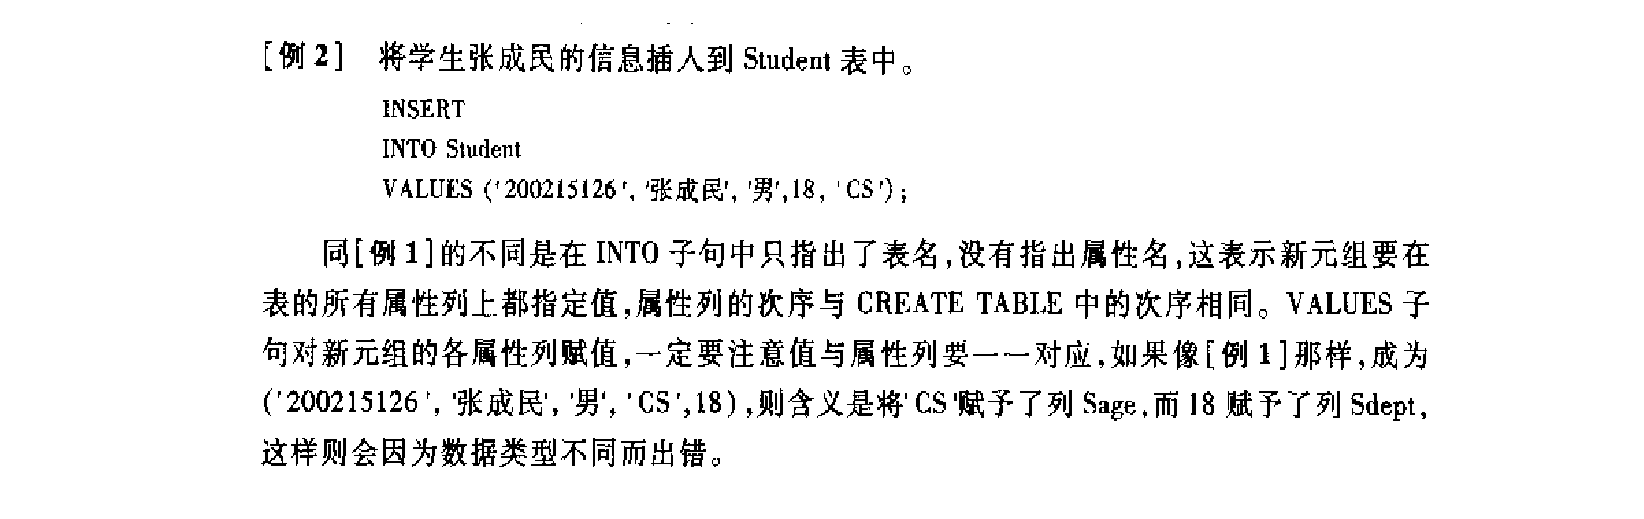 [例2] 将学生张成民的信息插人到 Student 表中。
INSERT
INTO Student
VALUES ('200215126', '张成民', '男',18, 'CS');
同[例1]的不同是在 INTO 子句中只指出了表名,没有指出属性名,这表示新元组要在
表的所有属性列上都指定值,属性列的次序与 CREATE TABLE 中的次序相同。VALUES 子
句对新元组的各属性列赋值,一定要注意值与属性列要一一对应,如果像[例1]那样,成为
('200215126', '张成民', '男', 'CS',18),则含义是将'CS'赋予了列 Sage,而 18 赋予了列 Sdept,
这样则会因为数据类型不同而出错。